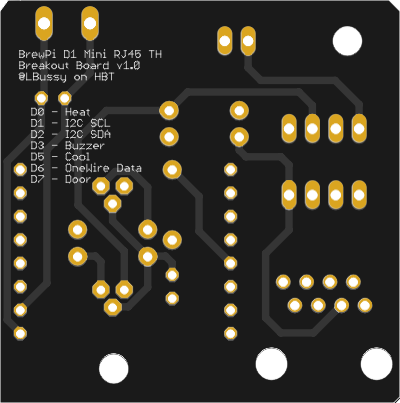 BrewPi D1 Mini RJ45 TH
Breakout Board v1.0
@LBussy on HBT
D0 - Heat
D1 - I2C SCL
D2 - I2C SDA
D3 - Buzzer
D5 - Cool
D6 - OneWire Data
D7 - Door